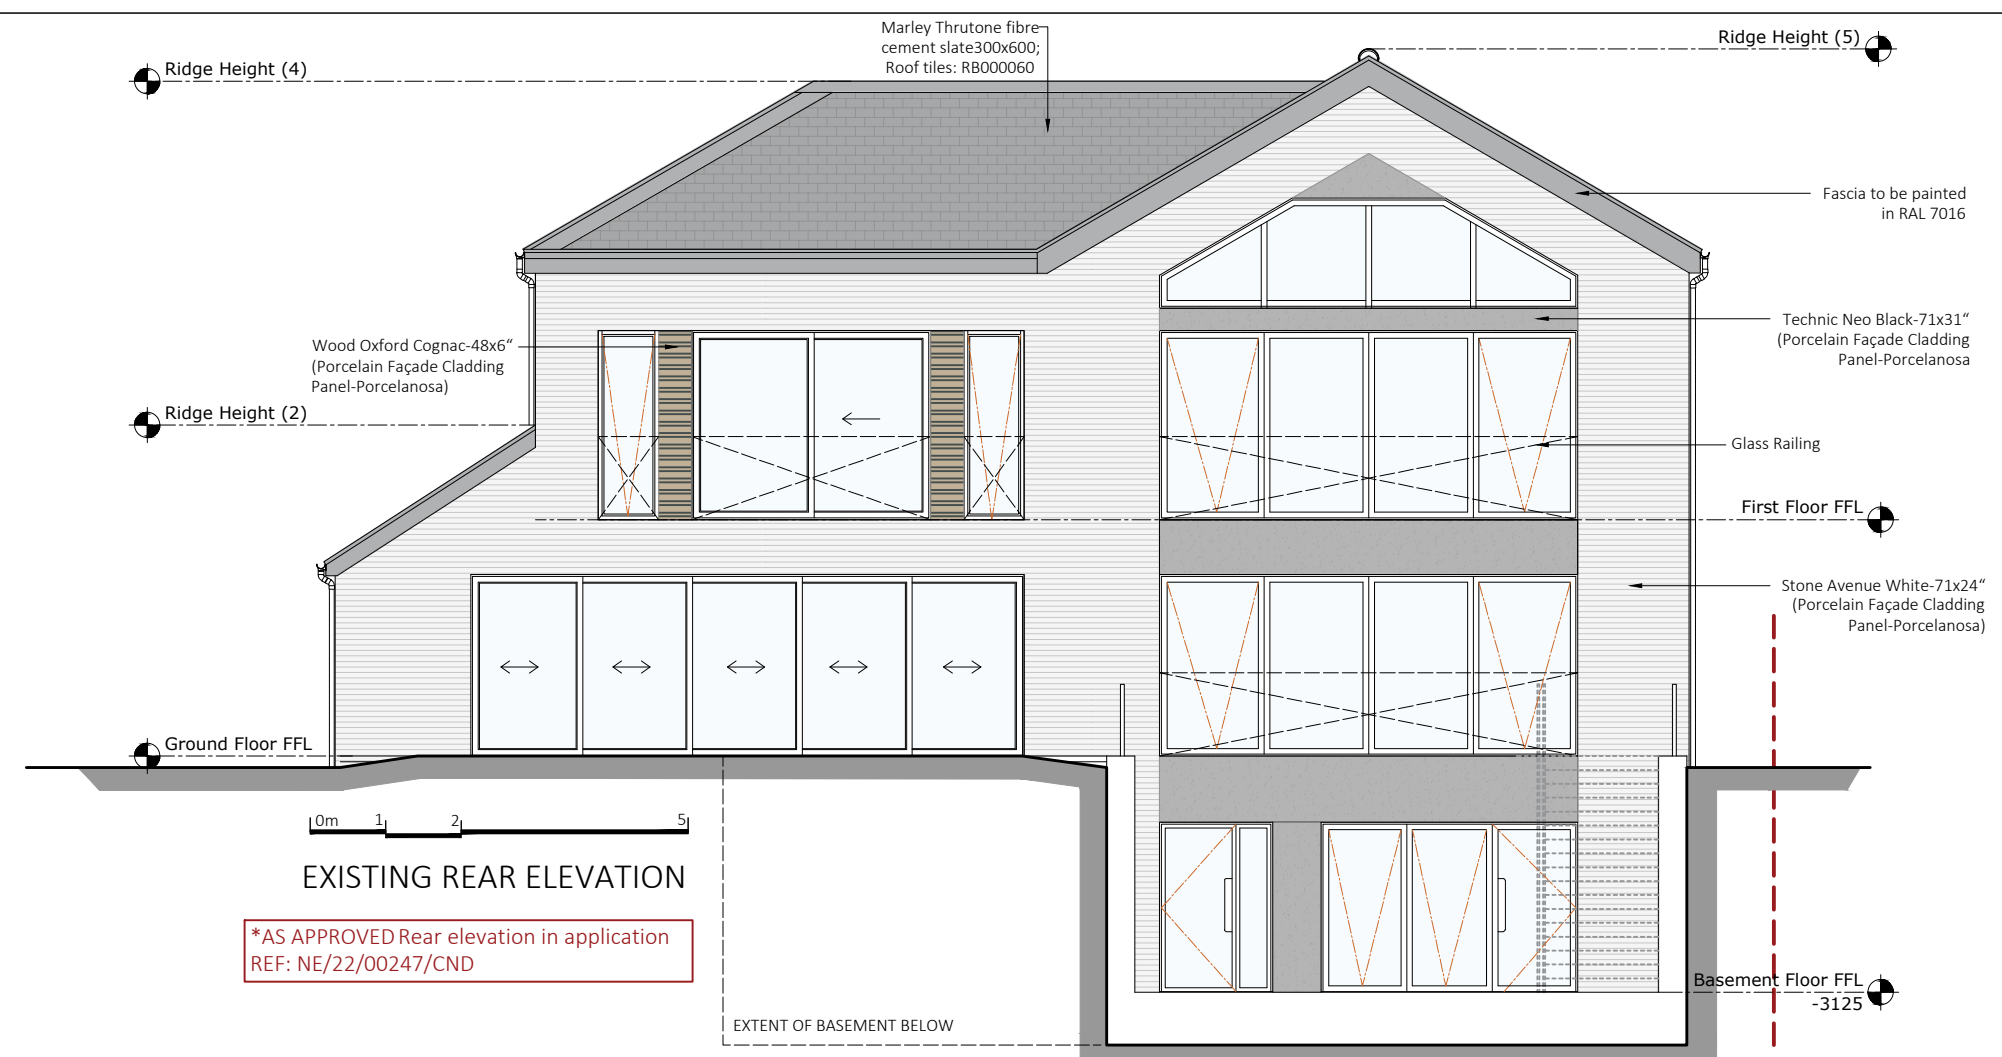 Marley Thrutone fibre
cement slate300x600;
Roof tiles: RB000060
Ridge Height (5)
Ridge Height (4)
Fascia to be painted
in RAL 7016
Wood Oxford Cognac-48x6“
(Porcelain Façade Cladding
Panel-Porcelanosa)
Technic Neo Black-71x31“
(Porcelain Façade Cladding
Panel-Porcelanosa
Ridge Height (2)
Glass Railing
First Floor FFL
Stone Avenue White-71x24“
(Porcelain Façade Cladding
Panel-Porcelanosa)
Ground Floor FFL
0m 1 2 5
EXISTING REAR ELEVATION
*AS APPROVED Rear elevation in application
REF: NE/22/00247/CND
Basement Floor FFL
-3125
EXTENT OF BASEMENT BELOW